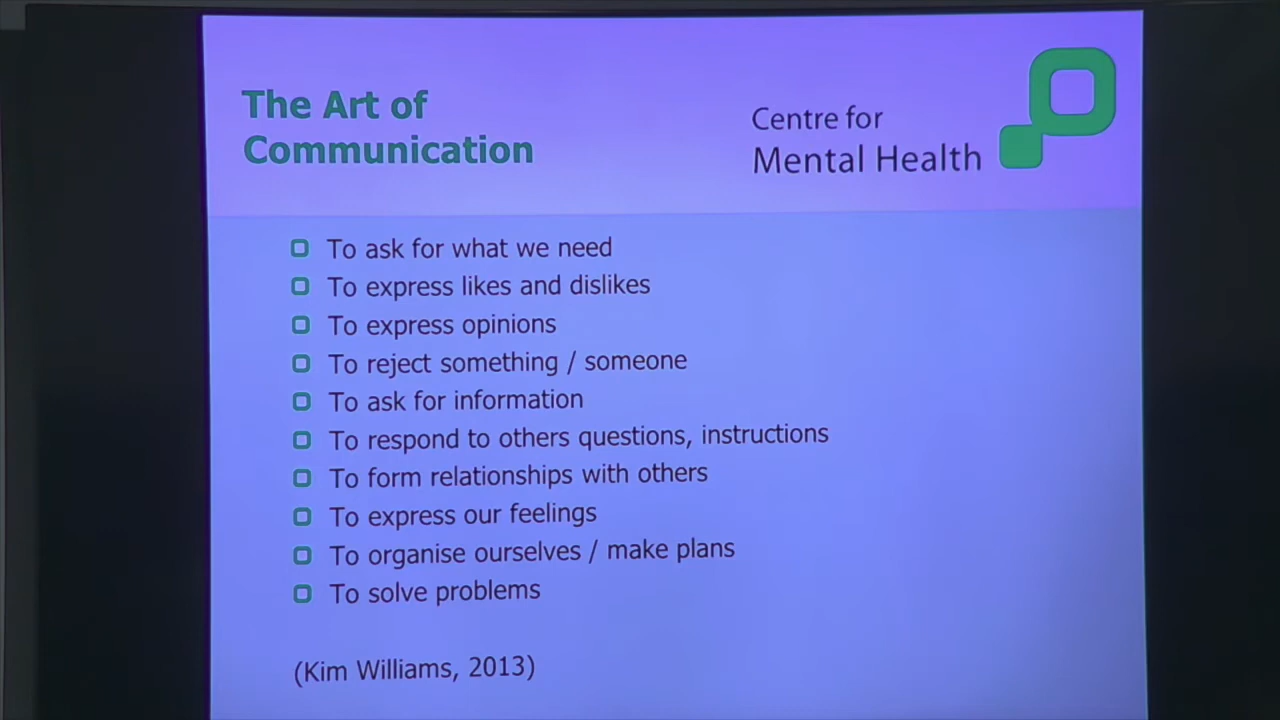 The Art of
Communication
Centre for
Mental Health
To ask for what we need
To express likes and dislikes
To express opinions
To reject something / someone
To ask for information
To respond to others questions, instructions
To form relationships with others
To express our feelings
To organise ourselves / make plans
To solve problems
(Kim Williams, 2013)